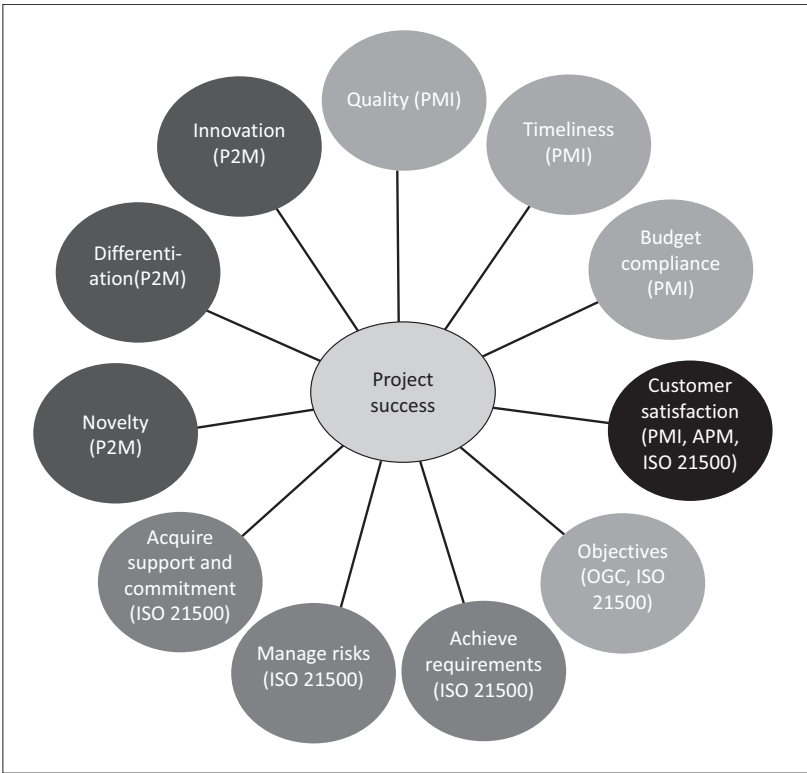 Quality (PMI)
Timeliness
(PMI)
Budget
compliance
(PMI)
Customer
satisfaction
(PMI, APM,
ISO 21500)
Objectives
(OGC, ISO
21500)
Achieve
requirements
(ISO 21500)
Manage risks
(ISO 21500)
Acquire
support and
commitment
(ISO 21500)
Novelty
(P2M)
Differenti-
ation(P2M)
Innovation
(P2M)
Project
success